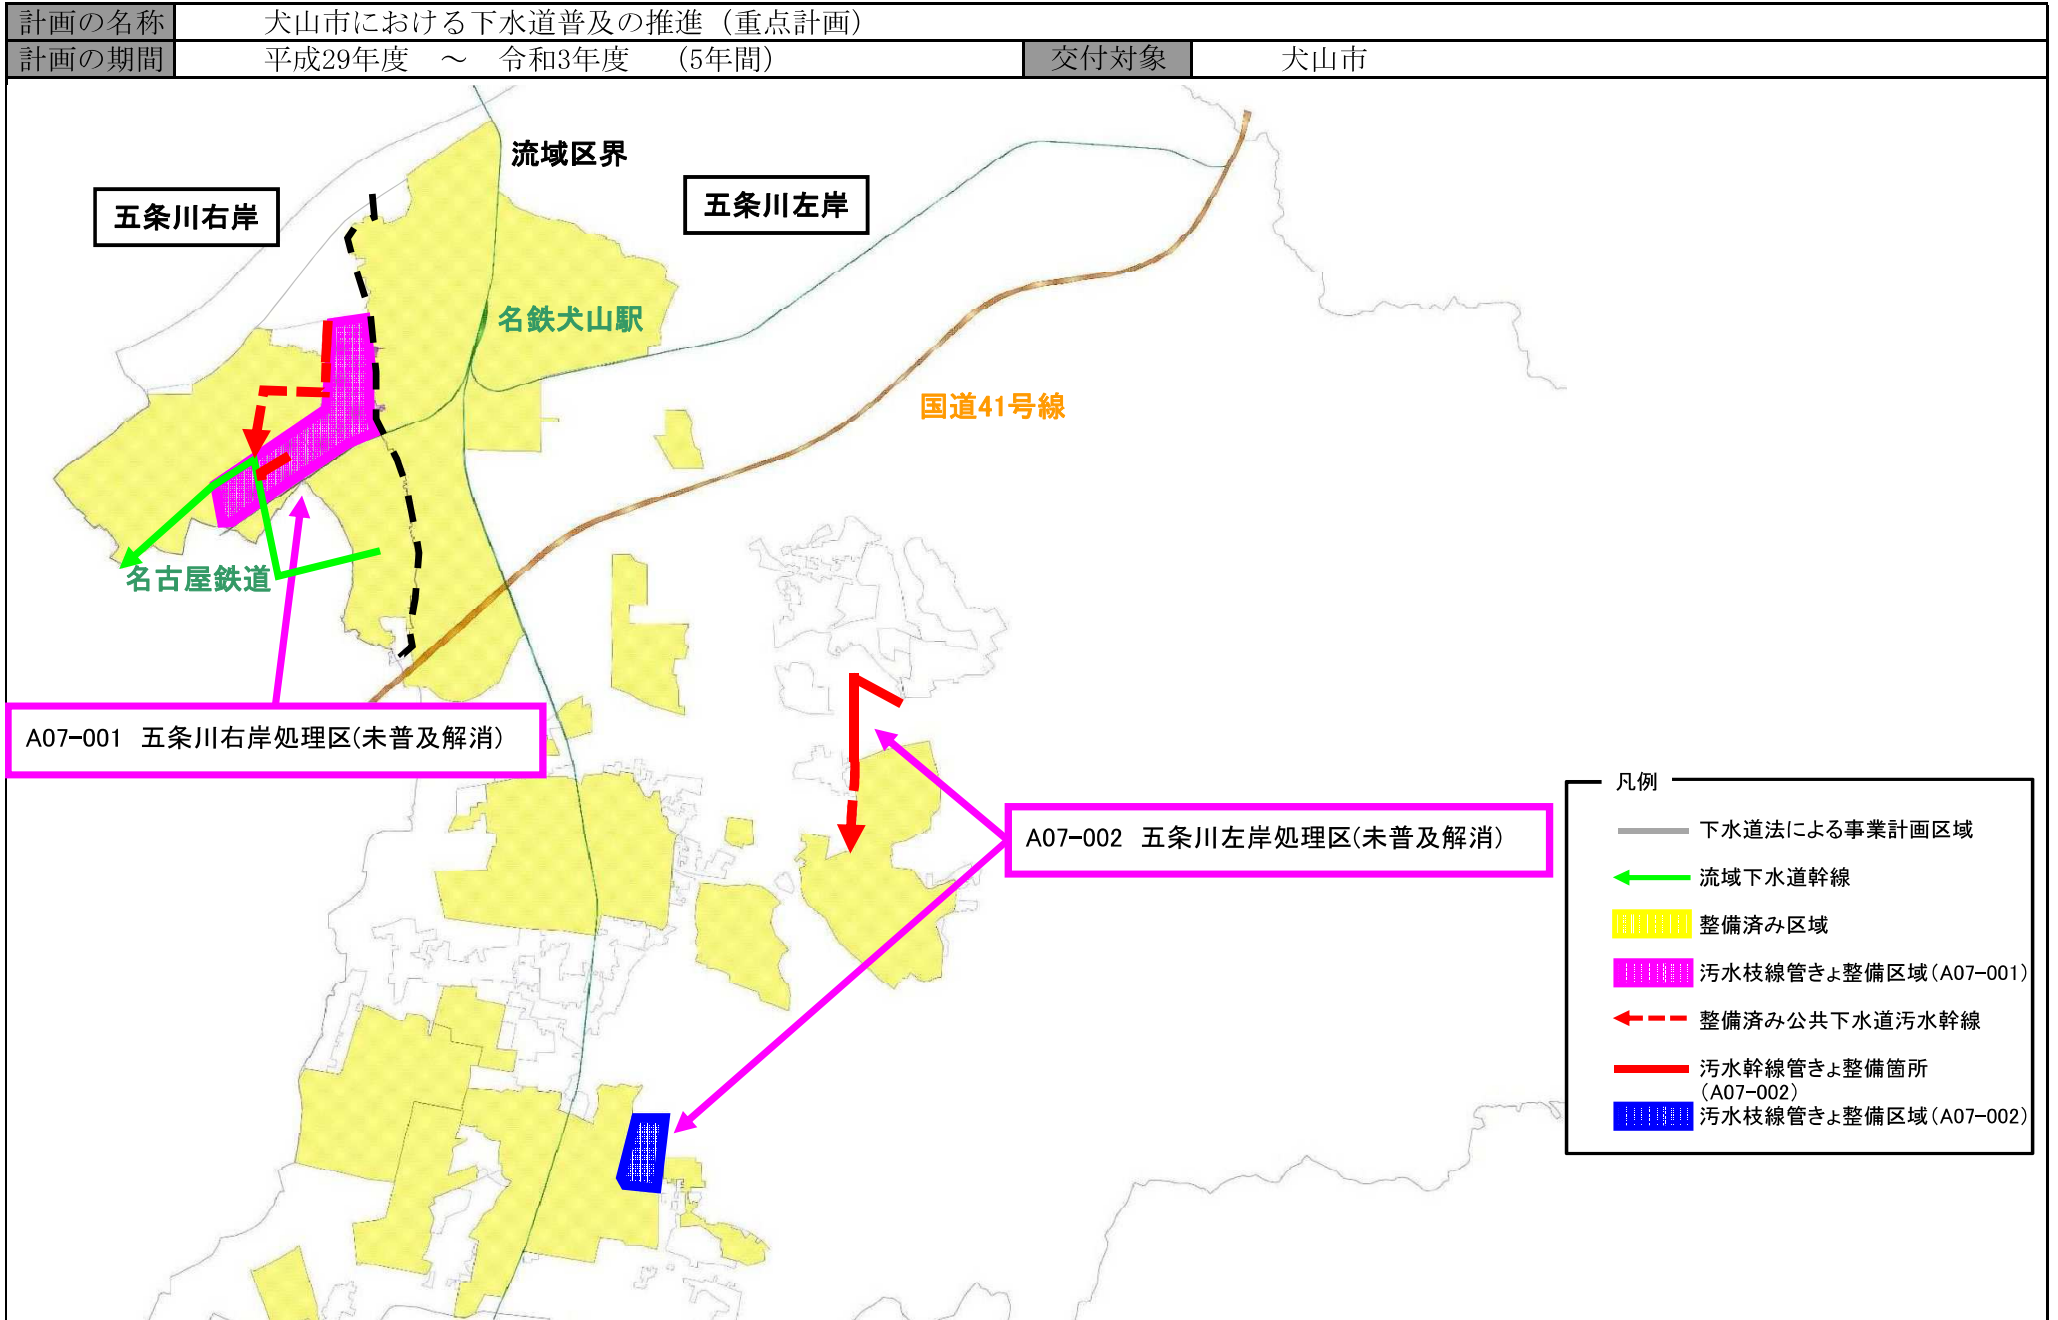 計画の名称 犬山市における下水道普及の推進（重点計画）
計画の期間 平成29年度 ～ 令和3年度 （5年間） 交付対象 犬山市
流域区界
五条川右岸
五条川左岸
名鉄犬山駅
国道41号線
名古屋鉄道
A07-001 五条川右岸処理区(未普及解消)
A07-002 五条川左岸処理区(未普及解消)
凡例
下水道法による事業計画区域
流域下水道幹線
整備済み区域
汚水枝線管きょ整備区域(A07-001)
整備済み公共下水道汚水幹線
汚水幹線管きょ整備箇所
(A07-002)
汚水枝線管きょ整備区域(A07-002)